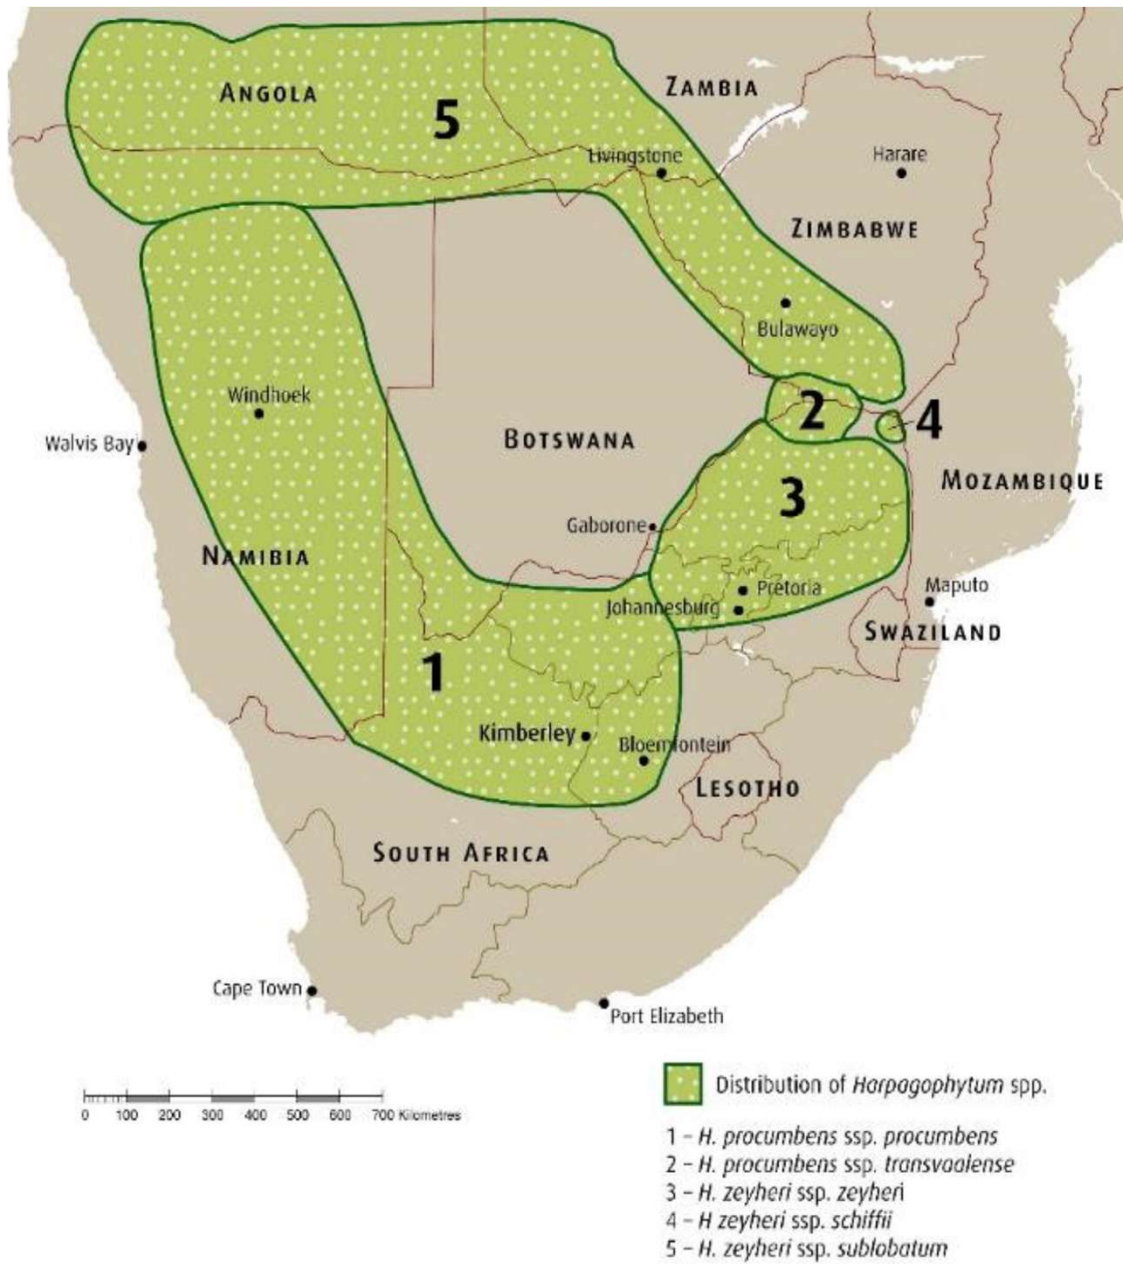 ANGOLA
5
ZAMBIA
Livingstone
Harare
ZIMBABWE
Bulawayo
Windhoek
2
4
Walvis Bay
BOTSWANA
MOZAMBIQUE
3
Gaborone
NAMIBIA
Pretoria
Maputo
Johannesburg
SWAZILAND
1
Kimberley
Bloemfontein
LESOTHO
SOUTH AFRICA
Cape Town
Port Elizabeth
0 100 200 300 400 500 600 700 Kilometres
Distribution of Harpagophytum spp.
1 – H. procumbens ssp. procumbens
2 – H. procumbens ssp. transvaalense
3 – H. zeyheri ssp. zeyheri
4 – H zeyheri ssp. schiffii
5 – H. zeyheri ssp. sublobatum